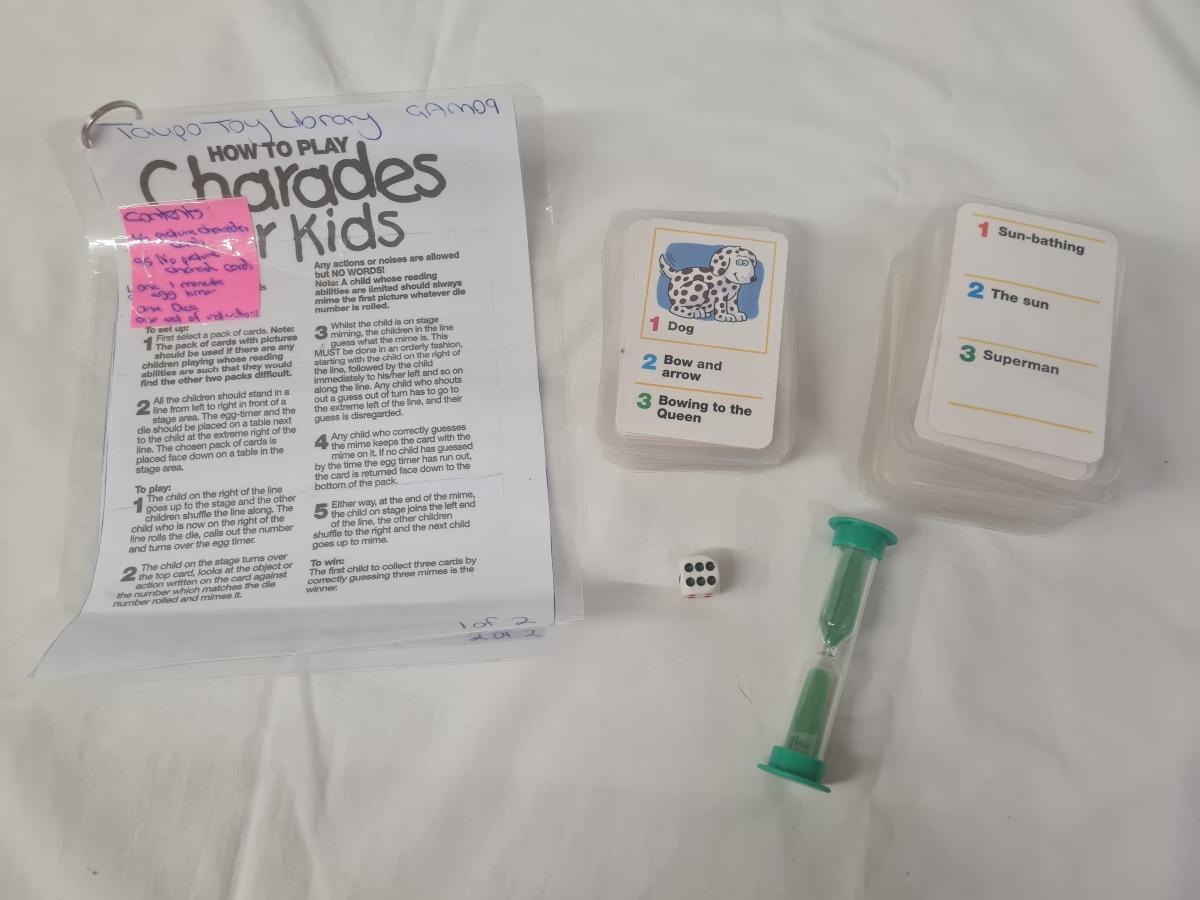 Taupo Toy Library GAM09
HOW TO PLAY
Charades
r Kids
Contents:
picture charades
cards
95 No picture
charade cards
one 1 minute
egg timer
one Dice
one set of instructions
To set up:
1 First select a pack of cards. Note:
The pack of cards with pictures
should be used if there are any
children playing whose reading
abilities are such that they would
find the other two packs difficult.
2 All the children should stand in a
line from left to right in front of a
stage area. The egg-timer and the
die should be placed on a table next
to the child at the extreme right of the
line. The chosen pack of cards is
placed face down on a table in the
stage area.
To play:
1 The child on the right of the line
goes up to the stage and the other
children shuffle the line along. The
child who is now on the right of the
line rolls the die, calls out the number
and turns over the egg timer.
2 The child on the stage turns over
the top card, looks at the object or
action written on the card against
the number which matches the die
number rolled and mimes it.
Any actions or noises are allowed
but NO WORDS!
Note: A child whose reading
abilities are limited should always
mime the first picture whatever die
number is rolled.
3 Whilst the child is on stage
miming, the children in the line
guess what the mime is. This
MUST be done in an orderly fashion,
starting with the child on the right of
the line, followed by the child
immediately to his/her left and so on
along the line. Any child who shouts
out a guess out of turn has to go to
the extreme left of the line, and their
guess is disregarded.
4 Any child who correctly guesses
the mime keeps the card with the
mime on it. If no child has guessed
by the time the egg timer has run out,
the card is returned face down to the
bottom of the pack.
5 Either way, at the end of the mime,
the child on stage joins the left end
of the line, the other children
shuffle to the right and the next child
goes up to mime.
To win:
The first child to collect three cards by
correctly guessing three mimes is the
winner.
1 of 2
2 of 2
1 Dog
2 Bow and
arrow
3 Bowing to the
Queen
1 Sun-bathing
2 The sun
3 Superman